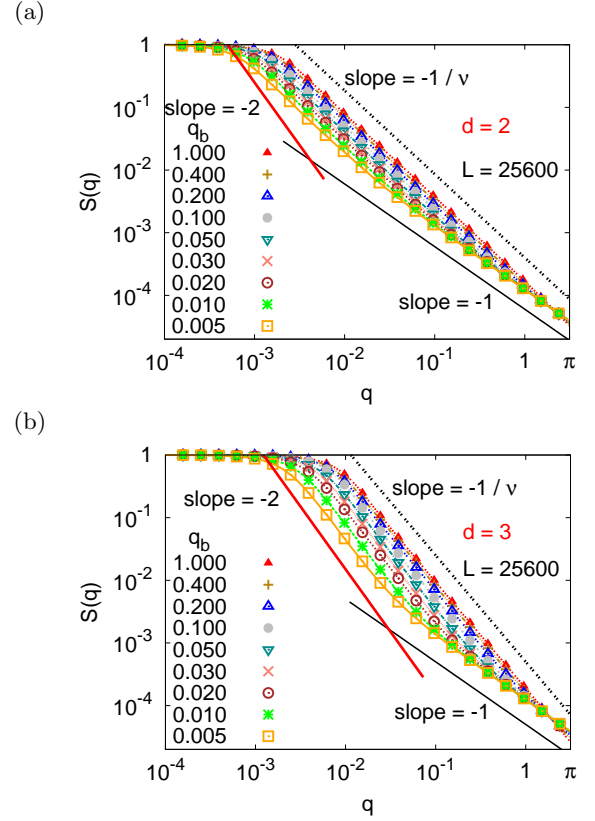 (a)
1
10^-1
10^-2
10^-3
10^-4
S(q)
slope = -1 / ν
slope = -2
d = 2
L = 25600
q_b
1.000
0.400
0.200
0.100
0.050
0.030
0.020
0.010
0.005
slope = -1
10^-4 10^-3 10^-2 10^-1 1 π
q
(b)
1
10^-1
10^-2
10^-3
10^-4
S(q)
slope = -2
slope = -1 / ν
d = 3
L = 25600
q_b
1.000
0.400
0.200
0.100
0.050
0.030
0.020
0.010
0.005
slope = -1
10^-4 10^-3 10^-2 10^-1 1 π
q